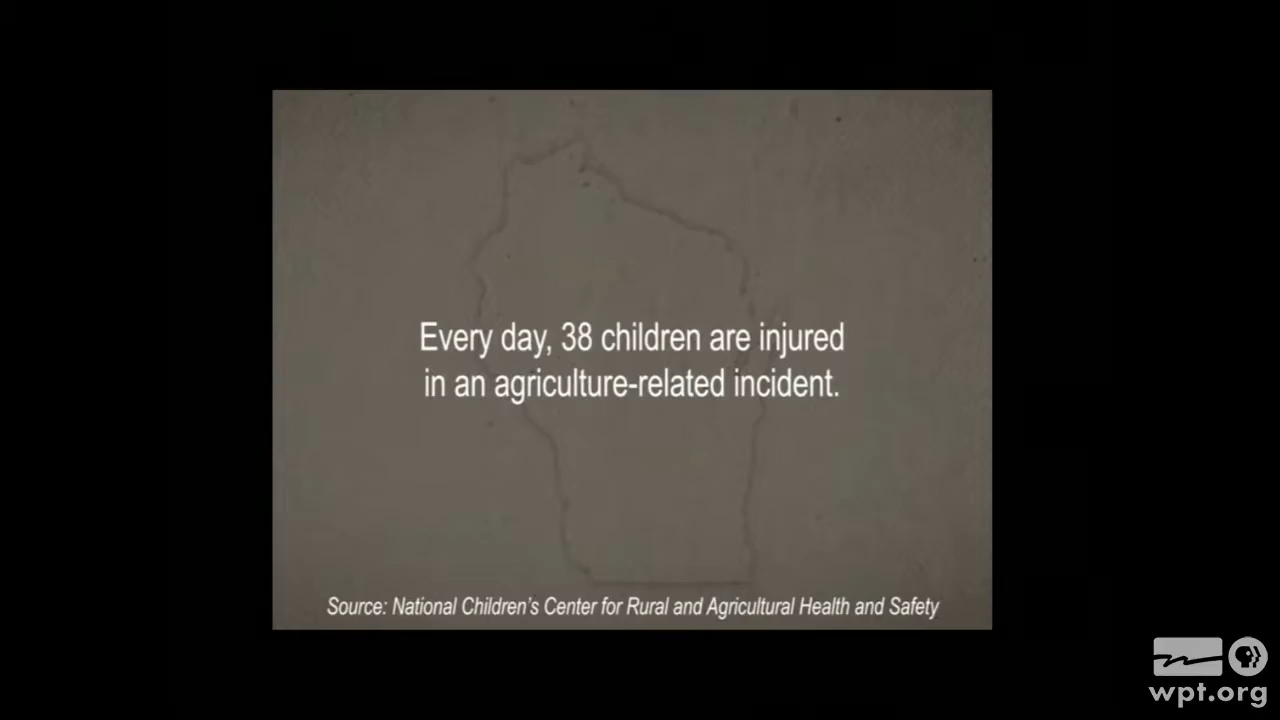 Every day, 38 children are injured
in an agriculture-related incident.
Source: National Children's Center for Rural and Agricultural Health and Safety
wpt.org